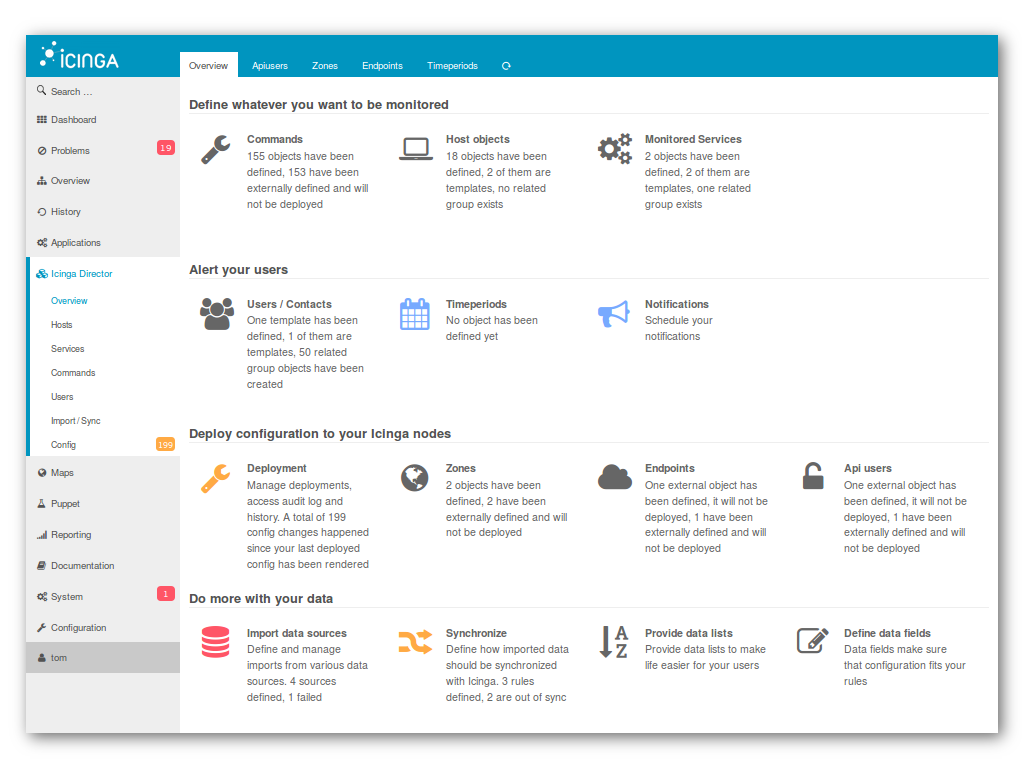 ICINGA
Overview
Apiusers
Zones
Endpoints
Timeperiods
Search ...
Dashboard
Problems
19
Overview
History
Applications
Icinga Director
Overview
Hosts
Services
Commands
Users
Import / Sync
Config
199
Maps
Puppet
Reporting
Documentation
System
1
Configuration
tom
Define whatever you want to be monitored
Commands
155 objects have been
defined, 153 have been
externally defined and will
not be deployed
Host objects
18 objects have been
defined, 2 of them are
templates, no related
group exists
Monitored Services
2 objects have been
defined, 2 of them are
templates, one related
group exists
Alert your users
Users / Contacts
One template has been
defined, 1 of them are
templates, 50 related
group objects have been
created
Timeperiods
No object has been
defined yet
Notifications
Schedule your
notifications
Deploy configuration to your Icinga nodes
Deployment
Manage deployments,
access audit log and
history. A total of 199
config changes happened
since your last deployed
config has been rendered
Zones
2 objects have been
defined, 2 have been
externally defined and will
not be deployed
Endpoints
One external object has
been defined, it will not be
deployed, 1 have been
externally defined and will
not be deployed
Api users
One external object has
been defined, it will not be
deployed, 1 have been
externally defined and will
not be deployed
Do more with your data
Import data sources
Define and manage
imports from various data
sources. 4 sources
defined, 1 failed
Synchronize
Define how imported data
should be synchronized
with Icinga. 3 rules
defined, 2 are out of sync
A
Z
Provide data lists
Provide data lists to make
life easier for your users
Define data fields
Data fields make sure
that configuration fits your
rules